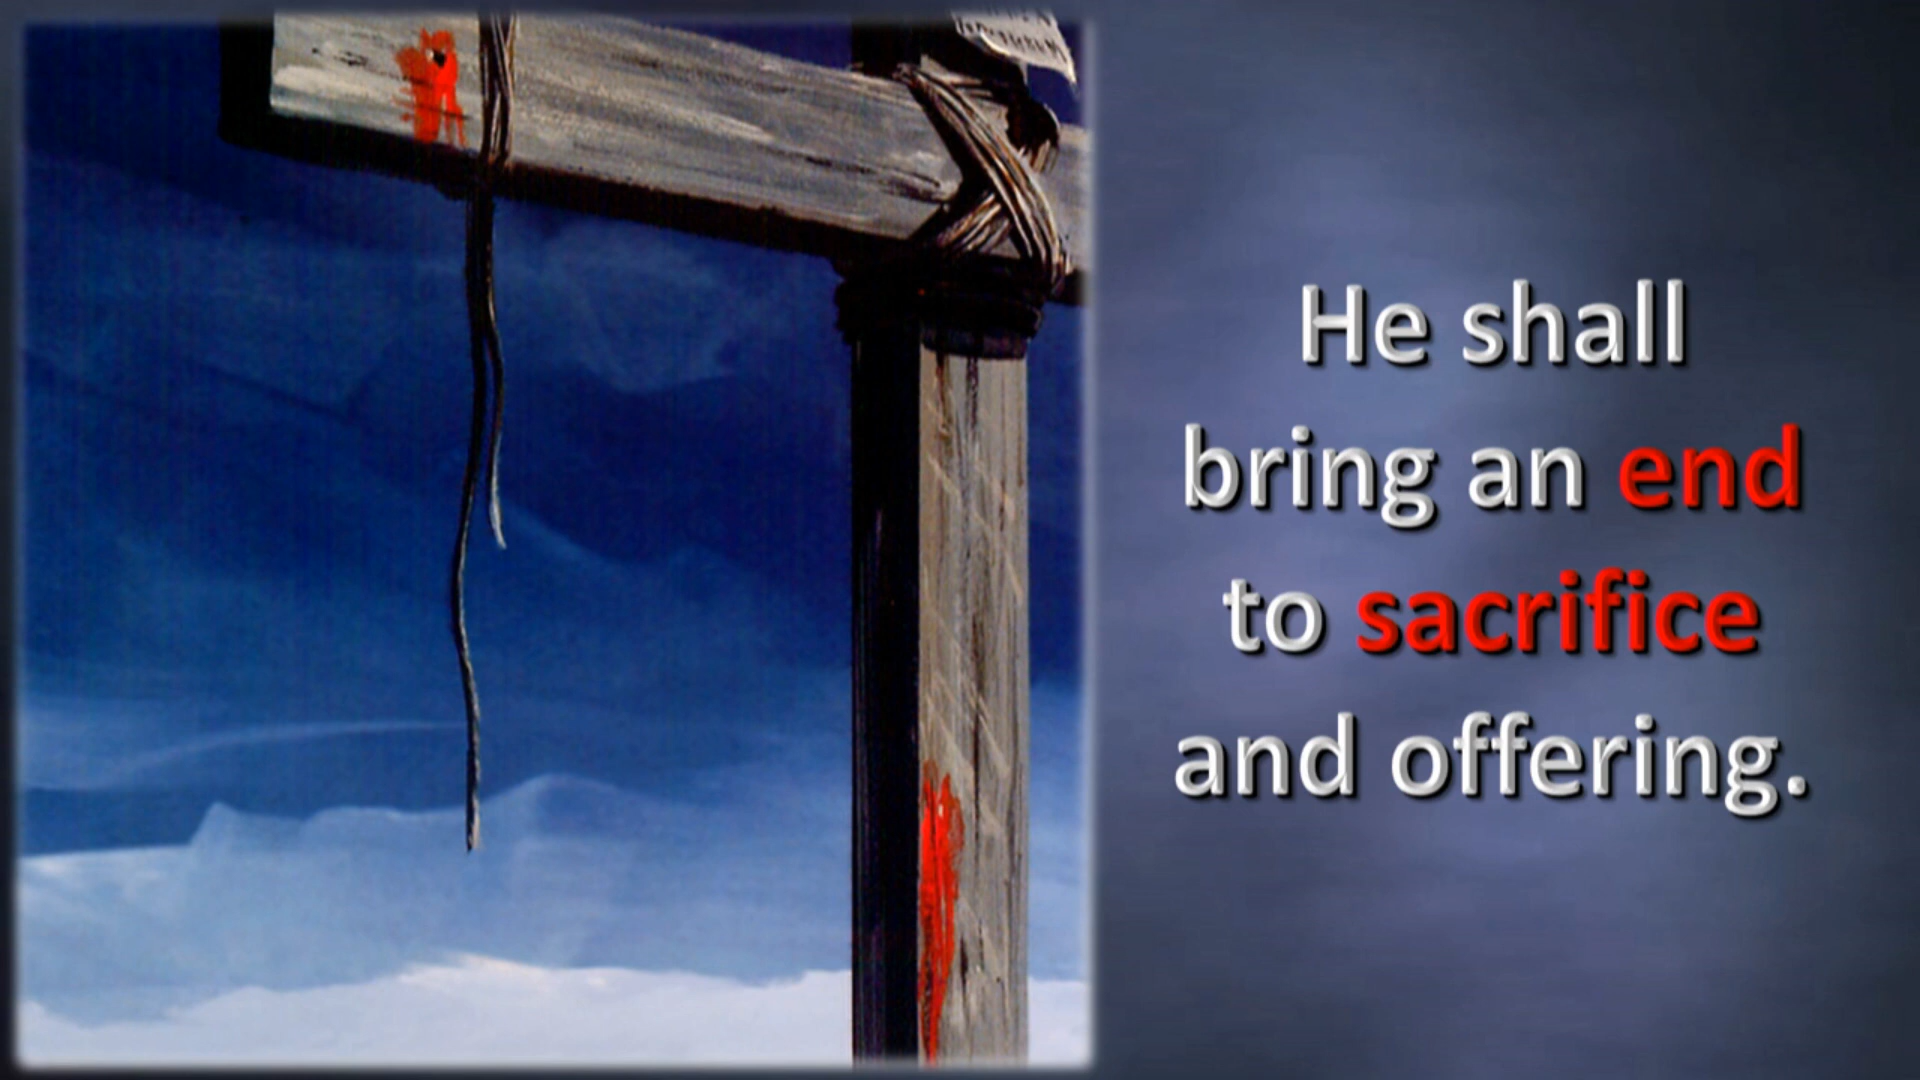 He shall
bring an end
to sacrifice
and offering.